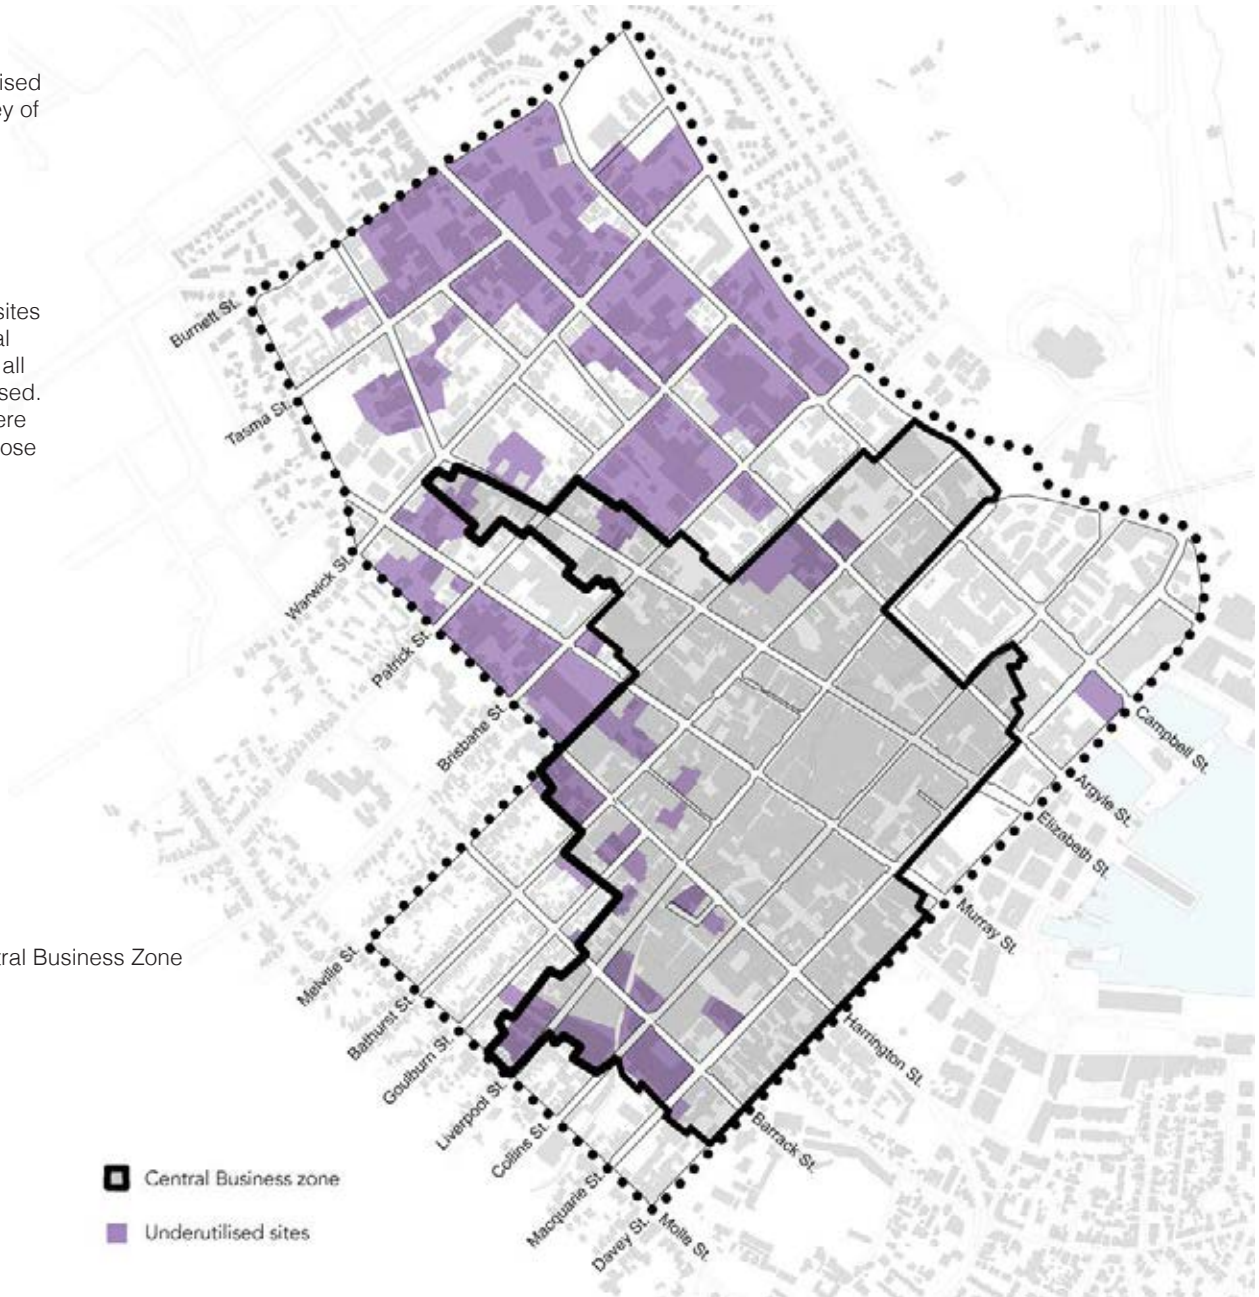 ised
ey of
sites
al
all
sed.
ere
ose
tral Business Zone
Burnett St.
Tasma St.
Warwick St.
Patrick St.
Brisbane St.
Melville St.
Bathurst St.
Goulburn St.
Liverpool St.
Collins St.
Macquarie St.
Davey St.
Molle St.
Barrack St.
Harrington St.
Murray St.
Elizabeth St.
Argyle St.
Campbell St.
Central Business zone
Underutilised sites